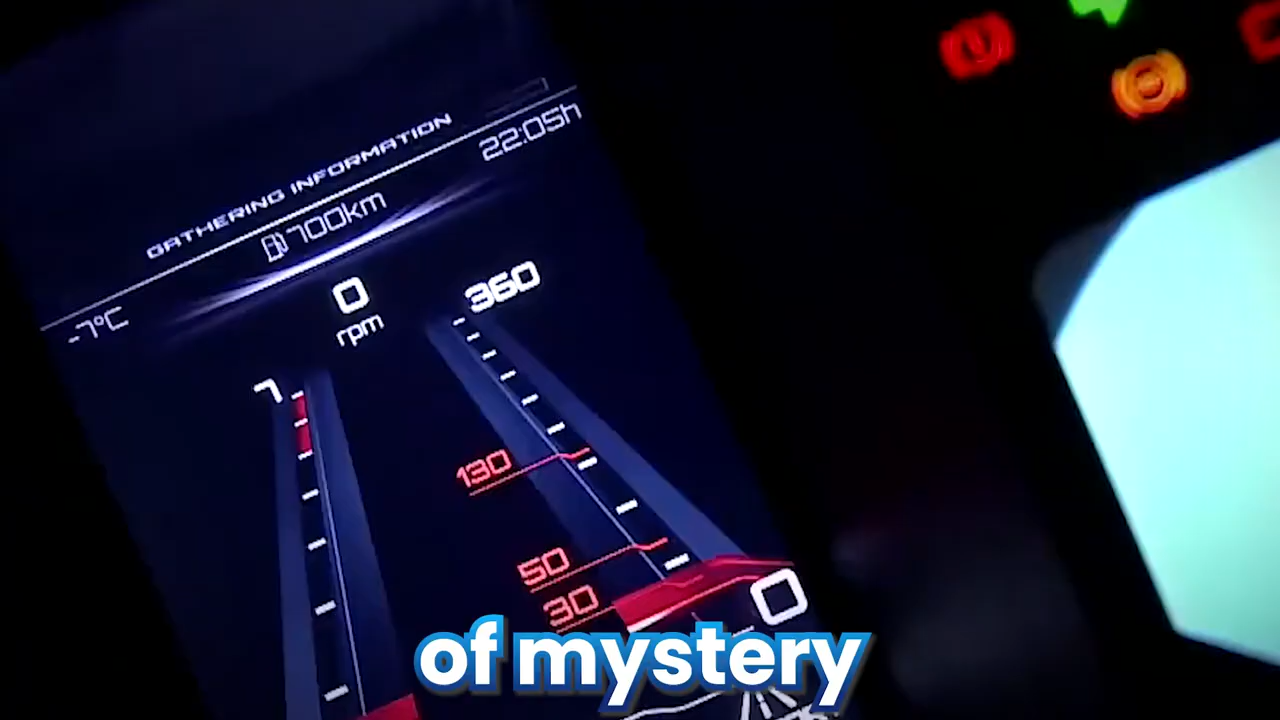 GATHERING INFORMATION
22:05h
700km
-7°C
0
rpm
360
7
130
50
30
0
of mystery